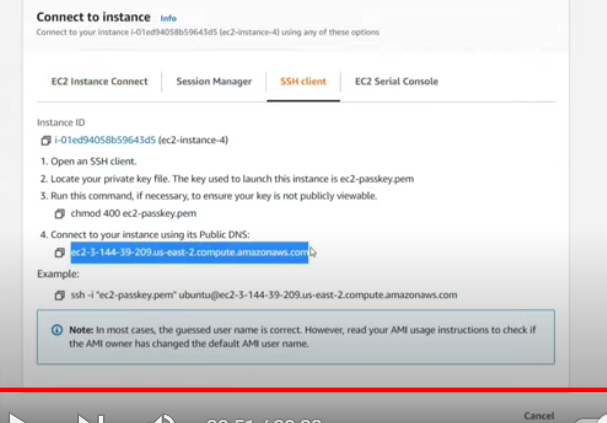 Connect to instance Info
Connect to your instance i-01ed94058b59643d5 (ec2-instance-4) using any of these options
EC2 Instance Connect Session Manager SSH client EC2 Serial Console
Instance ID
i-01ed94058b59643d5 (ec2-instance-4)
1. Open an SSH client.
2. Locate your private key file. The key used to launch this instance is ec2-passkey.pem
3. Run this command, if necessary, to ensure your key is not publicly viewable.
chmod 400 ec2-passkey.pem
4. Connect to your instance using its Public DNS:
ec2-3-144-39-209.us-east-2.compute.amazonaws.com
Example:
ssh -i "ec2-passkey.pem" ubuntu@ec2-3-144-39-209.us-east-2.compute.amazonaws.com
Note: In most cases, the guessed user name is correct. However, read your AMI usage instructions to check if
the AMI owner has changed the default AMI user name.
Cancel